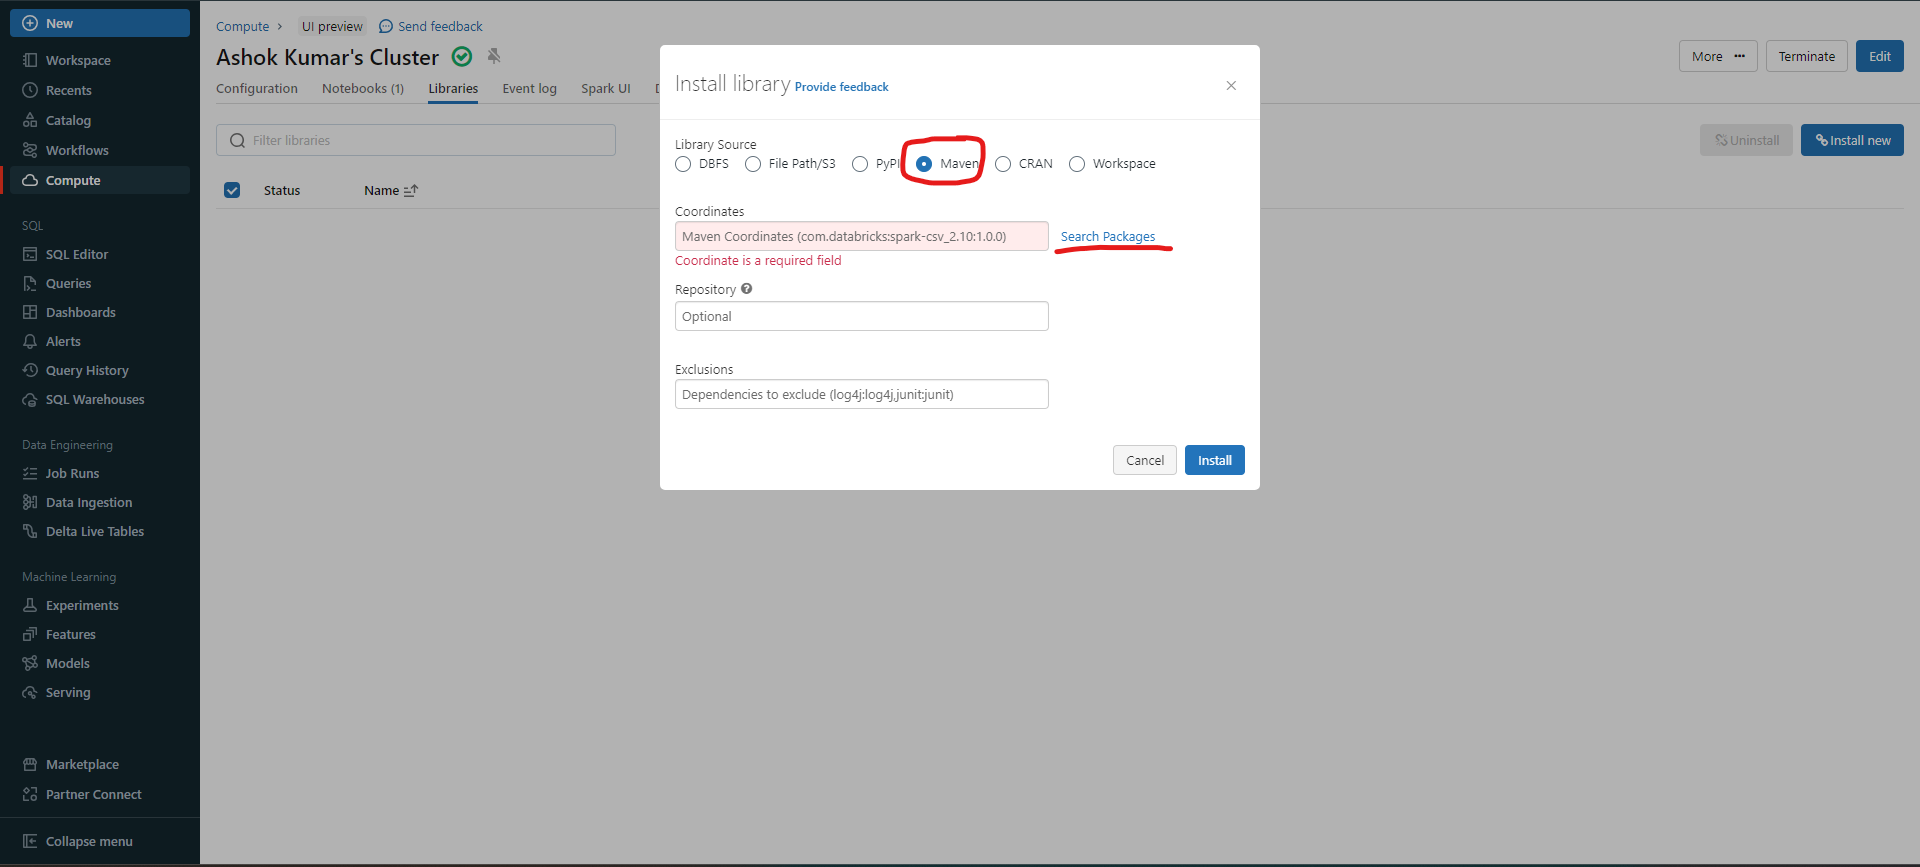 New
Workspace
Recents
Catalog
Workflows
Compute
SQL
SQL Editor
Queries
Dashboards
Alerts
Query History
SQL Warehouses
Data Engineering
Job Runs
Data Ingestion
Delta Live Tables
Machine Learning
Experiments
Features
Models
Serving
Marketplace
Partner Connect
Collapse menu
Compute > UI preview Send feedback
Ashok Kumar's Cluster
More ··· Terminate Edit
Configuration Notebooks (1) Libraries Event log Spark UI
Filter libraries
Uninstall Install new
Status Name
Install library Provide feedback
Library Source
DBFS File Path/S3 PyPI Maven CRAN Workspace
Coordinates
Maven Coordinates (com.databricks:spark-csv_2.10:1.0.0) Search Packages
Coordinate is a required field
Repository
Optional
Exclusions
Dependencies to exclude (log4j:log4j,junit:junit)
Cancel Install